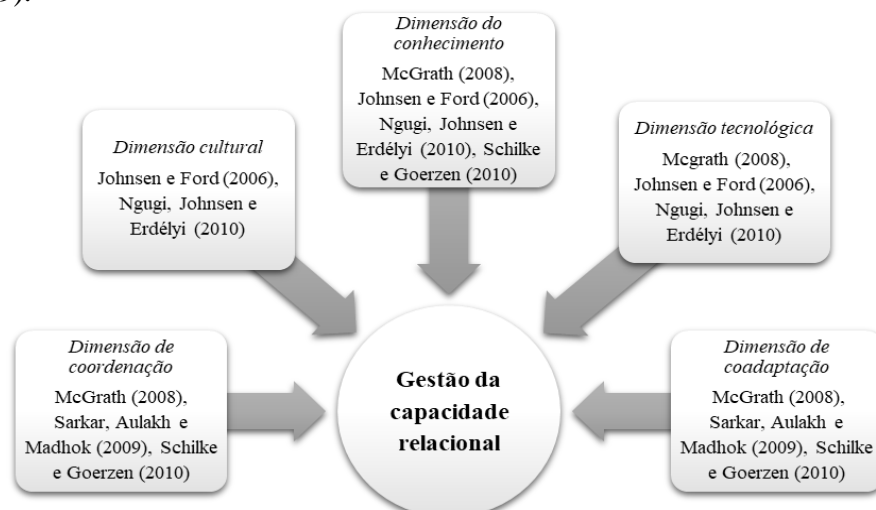 Dimensão do
conhecimento
McGrath (2008),
Johnsen e Ford (2006),
Ngugi, Johnsen e
Erdélyi (2010), Schilke
e Goerzen (2010)
Dimensão cultural
Johnsen e Ford (2006),
Ngugi, Johnsen e
Erdélyi (2010)
Dimensão tecnológica
Mcgrath (2008),
Johnsen e Ford (2006),
Ngugi, Johnsen e
Erdélyi (2010)
Dimensão de
coordenação
McGrath (2008),
Sarkar, Aulakh e
Madhok (2009), Schilke
e Goerzen (2010)
Gestão da
capacidade
relacional
Dimensão de
coadaptação
McGrath (2008),
Sarkar, Aulakh e
Madhok (2009), Schilke
e Goerzen (2010)